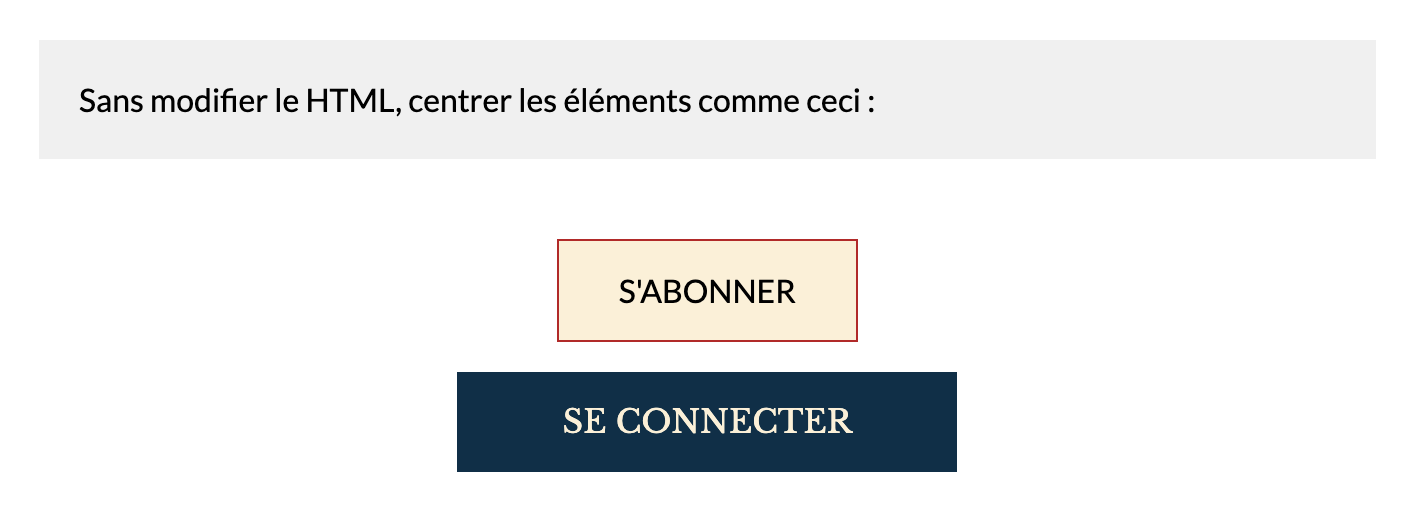 Sans modifier le HTML, centrer les éléments comme ceci :
S'ABONNER
SE CONNECTER